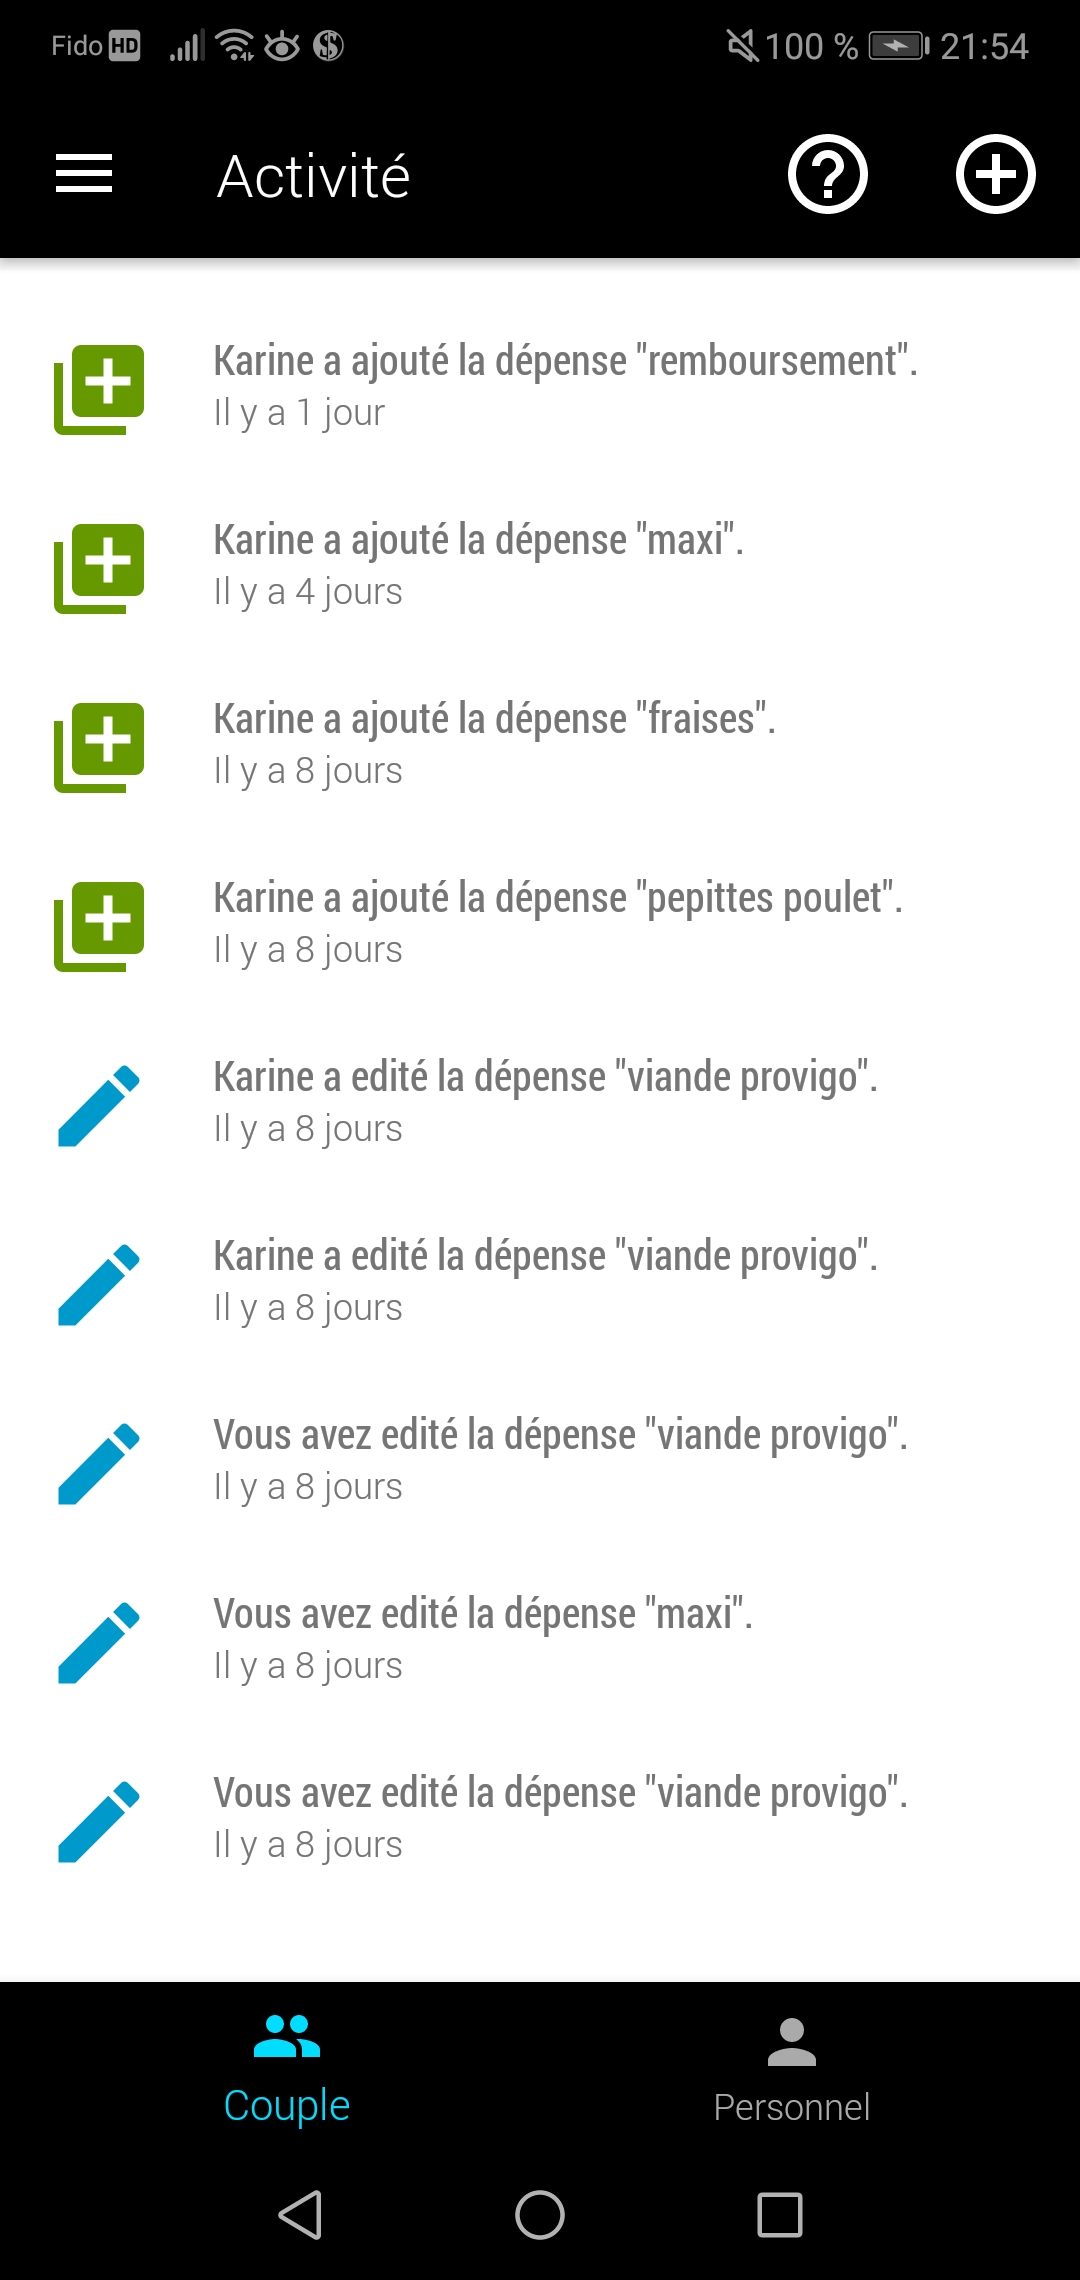 Fido HD 100 % 21:54
Activité
Karine a ajouté la dépense "remboursement".
Il y a 1 jour
Karine a ajouté la dépense "maxi".
Il y a 4 jours
Karine a ajouté la dépense "fraises".
Il y a 8 jours
Karine a ajouté la dépense "pepittes poulet".
Il y a 8 jours
Karine a edité la dépense "viande provigo".
Il y a 8 jours
Karine a edité la dépense "viande provigo".
Il y a 8 jours
Vous avez edité la dépense "viande provigo".
Il y a 8 jours
Vous avez edité la dépense "maxi".
Il y a 8 jours
Vous avez edité la dépense "viande provigo".
Il y a 8 jours
Couple
Personnel